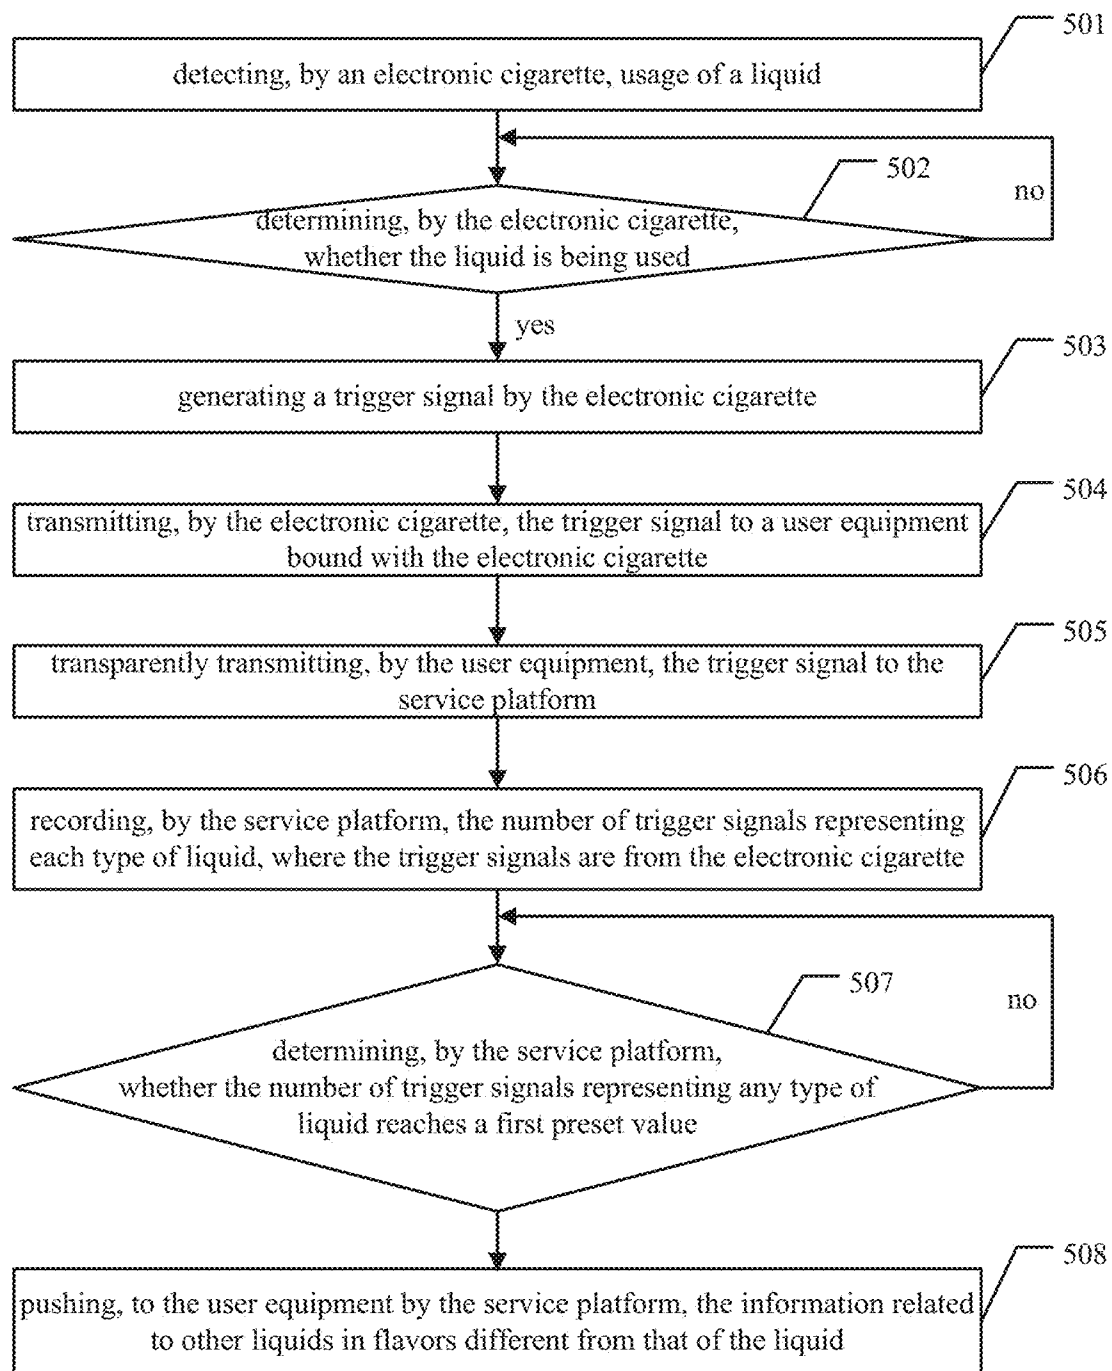 501
detecting, by an electronic cigarette, usage of a liquid
502
no
determining, by the electronic cigarette,
whether the liquid is being used
yes
503
generating a trigger signal by the electronic cigarette
504
transmitting, by the electronic cigarette, the trigger signal to a user equipment
bound with the electronic cigarette
505
transparently transmitting, by the user equipment, the trigger signal to the
service platform
506
recording, by the service platform, the number of trigger signals representing
each type of liquid, where the trigger signals are from the electronic cigarette
507
no
determining, by the service platform,
whether the number of trigger signals representing any type of
liquid reaches a first preset value
508
pushing, to the user equipment by the service platform, the information related
to other liquids in flavors different from that of the liquid